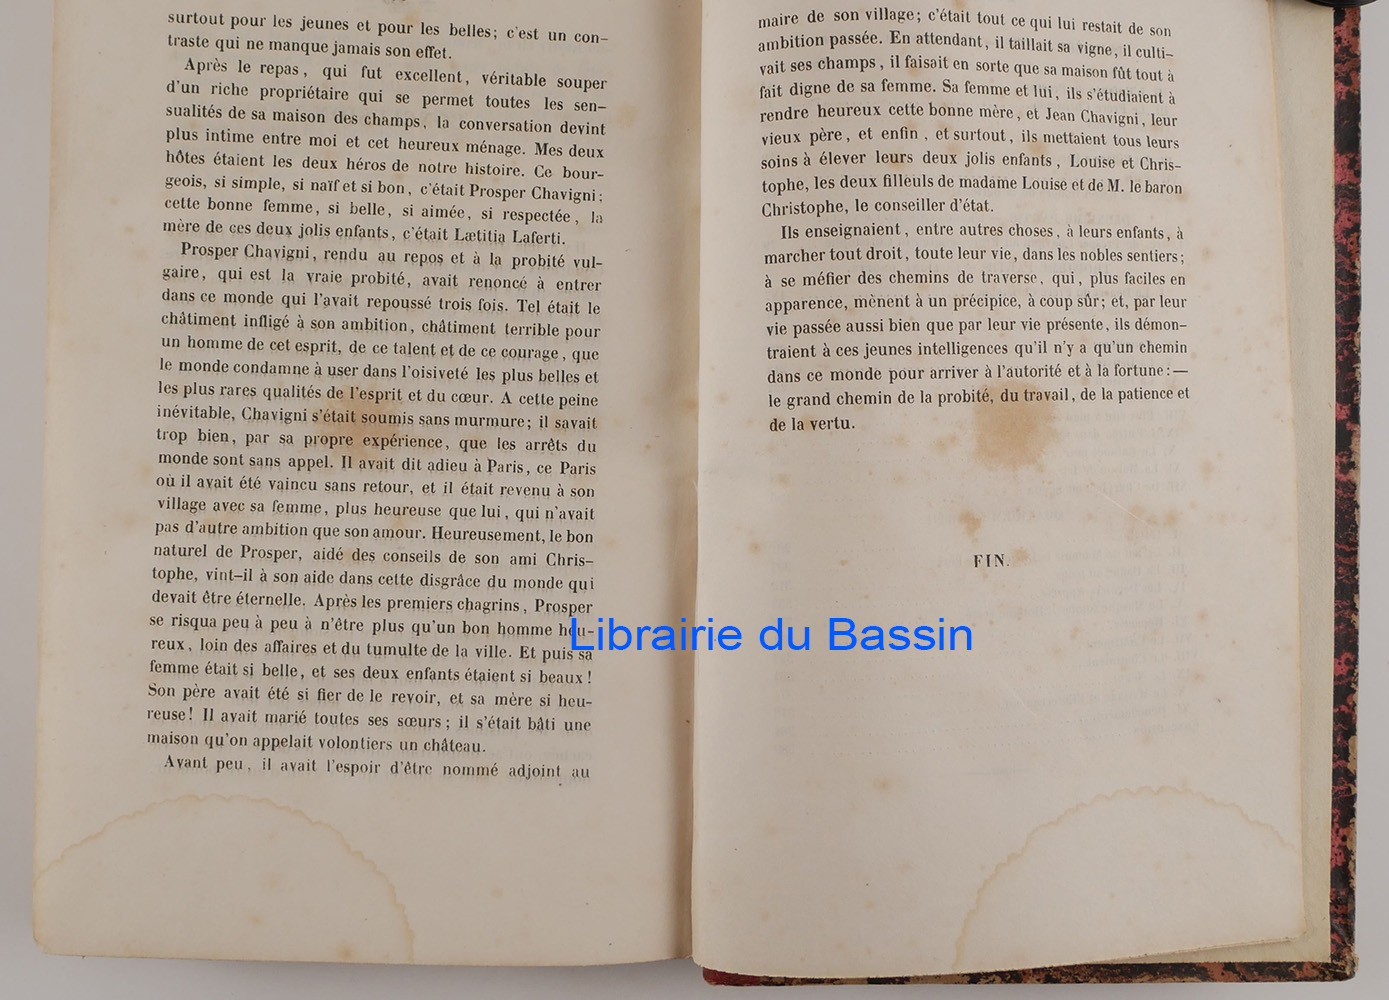 surtout pour les jeunes et pour les belles; c'est un con-
traste qui ne manque jamais son effet.
Après le repas, qui fut excellent, véritable souper
d'un riche propriétaire qui se permet toutes les sen-
sualités de sa maison des champs, la conversation devint
plus intime entre moi et cet heureux ménage. Mes deux
hôtes étaient les deux héros de notre histoire. Ce bour-
geois, si simple, si naïf et si bon, c'était Prosper Chavigni;
cette bonne femme, si belle, si aimée, si respectée, la
mère de ces deux jolis enfants, c'était Lætitia Laferti.
Prosper Chavigni, rendu au repos et à la probité vul-
gaire, qui est la vraie probité, avait renoncé à entrer
dans ce monde qui l'avait repoussé trois fois. Tel était le
châtiment infligé à son ambition, châtiment terrible pour
un homme de cet esprit, de ce talent et de ce courage, que
le monde condamne à user dans l'oisiveté les plus belles et
les plus rares qualités de l'esprit et du cœur. A cette peine
inévitable, Chavigni s'était soumis sans murmure; il savait
trop bien, par sa propre expérience, que les arrêts du
monde sont sans appel. Il avait dit adieu à Paris, ce Paris
où il avait été vaincu sans retour, et il était revenu à son
village avec sa femme, plus heureuse que lui, qui n'avait
pas d'autre ambition que son amour. Heureusement, le bon
naturel de Prosper, aidé des conseils de son ami Chris-
tophe, vint-il à son aide dans cette disgrâce du monde qui
devait être éternelle. Après les premiers chagrins, Prosper
se risqua peu à peu à n'être plus qu'un bon homme heu-
reux, loin des affaires et du tumulte de la ville. Et puis sa
femme était si belle, et ses deux enfants étaient si beaux!
Son père avait été si fier de le revoir, et sa mère si heu-
reuse! Il avait marié toutes ses sœurs; il s'était bâti une
maison qu'on appelait volontiers un château.
Avant peu, il avait l'espoir d'être nommé adjoint au
maire de son village; c'était tout ce qui lui restait de son
ambition passée. En attendant, il taillait sa vigne, il culti-
vait ses champs, il faisait en sorte que sa maison fût tout à
fait digne de sa femme. Sa femme et lui, ils s'étudiaient à
rendre heureux cette bonne mère, et Jean Chavigni, leur
vieux père, et enfin, et surtout, ils mettaient tous leurs
soins à élever leurs deux jolis enfants, Louise et Chris-
tophe, les deux filleuls de madame Louise et de M. le baron
Christophe, le conseiller d'état.
Ils enseignaient, entre autres choses, à leurs enfants, à
marcher tout droit, toute leur vie, dans les nobles sentiers;
à se méfier des chemins de traverse, qui, plus faciles en
apparence, mènent à un précipice, à coup sûr; et, par leur
vie passée aussi bien que par leur vie présente, ils démon-
traient à ces jeunes intelligences qu'il n'y a qu'un chemin
dans ce monde pour arriver à l'autorité et à la fortune: —
le grand chemin de la probité, du travail, de la patience et
de la vertu.
FIN.
Librairie du Bassin